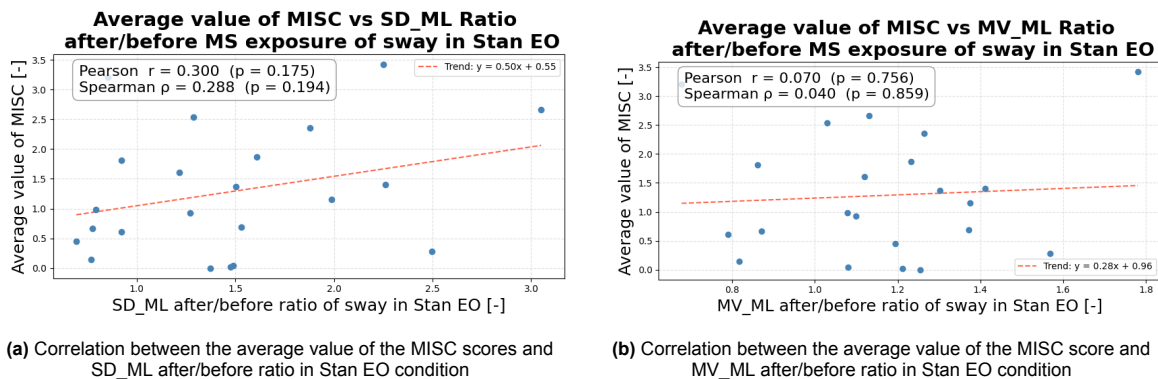 Average value of MISC vs SD_ML Ratio
after/before MS exposure of sway in Stan EO
Pearson r = 0.300 (p = 0.175)
Spearman ρ = 0.288 (p = 0.194)
Trend: y = 0.50x + 0.55
Average value of MISC [-]
3.5
3.0
2.5
2.0
1.5
1.0
0.5
0.0
1.0 1.5 2.0 2.5 3.0
SD_ML after/before ratio of sway in Stan EO [-]
(a) Correlation between the average value of the MISC scores and
SD_ML after/before ratio in Stan EO condition
Average value of MISC vs MV_ML Ratio
after/before MS exposure of sway in Stan EO
Pearson r = 0.070 (p = 0.756)
Spearman ρ = 0.040 (p = 0.859)
Trend: y = 0.28x + 0.96
Average value of MISC [-]
3.5
3.0
2.5
2.0
1.5
1.0
0.5
0.0
0.8 1.0 1.2 1.4 1.6 1.8
MV_ML after/before ratio of sway in Stan EO [-]
(b) Correlation between the average value of the MISC score and
MV_ML after/before ratio in Stan EO condition